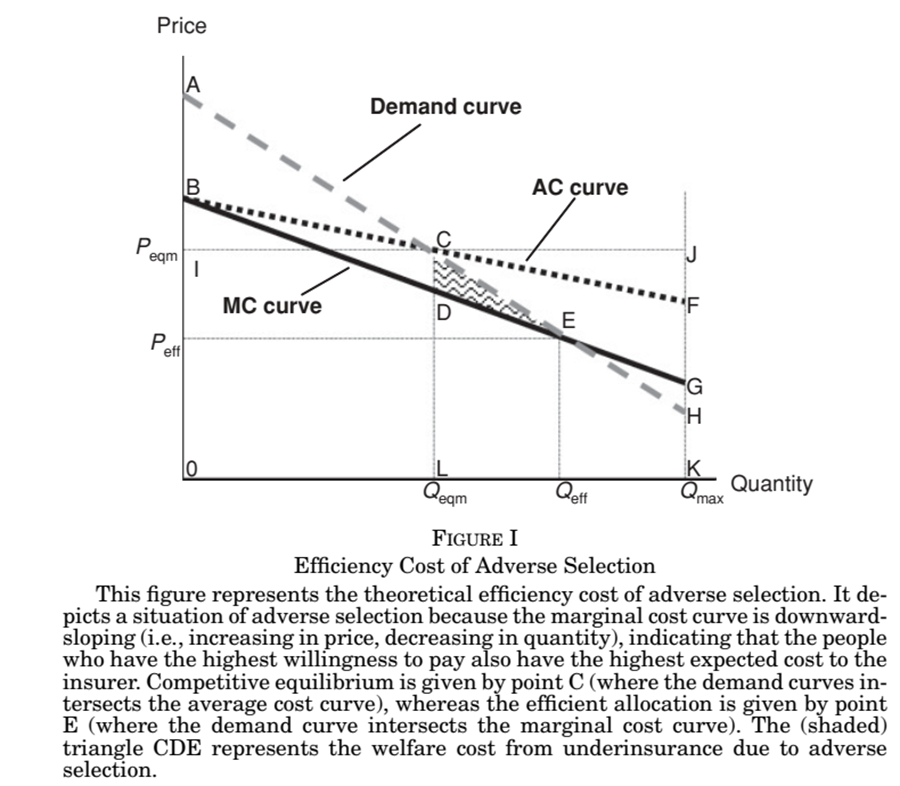 Price
A
Demand curve
B
AC curve
C
Peqm
J
I
MC curve
D
F
E
Peff
G
H
0
L
K
Quantity
Qeqm
Qeff
Qmax
FIGURE I
Efficiency Cost of Adverse Selection
This figure represents the theoretical efficiency cost of adverse selection. It de-
picts a situation of adverse selection because the marginal cost curve is downward-
sloping (i.e., increasing in price, decreasing in quantity), indicating that the people
who have the highest willingness to pay also have the highest expected cost to the
insurer. Competitive equilibrium is given by point C (where the demand curves in-
tersects the average cost curve), whereas the efficient allocation is given by point
E (where the demand curve intersects the marginal cost curve). The (shaded)
triangle CDE represents the welfare cost from underinsurance due to adverse
selection.